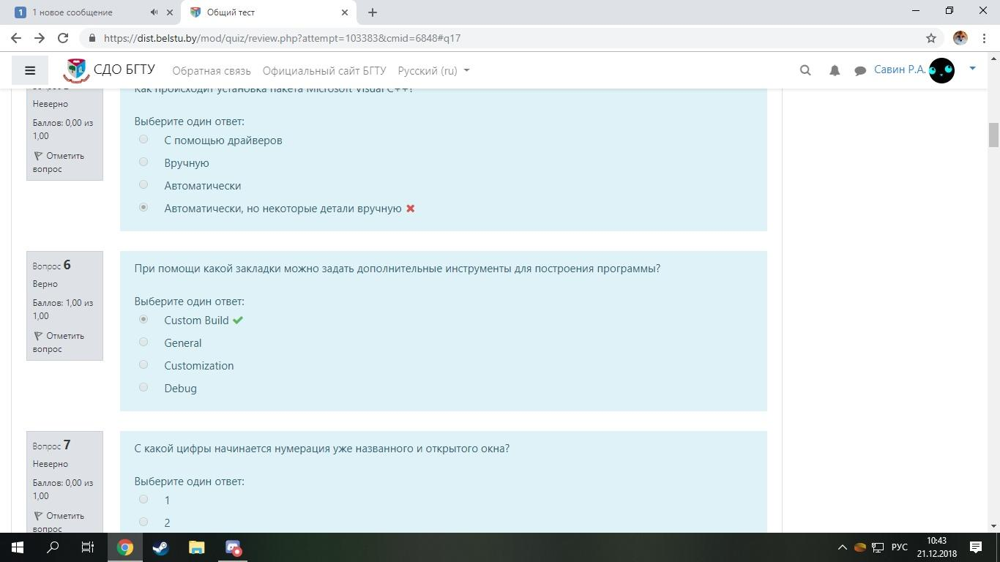 1 1 новое сообщение
Общий тест
https://dist.belstu.by/mod/quiz/review.php?attempt=103383&cmid=6848#q17
СДО БГТУ Обратная связь Официальный сайт БГТУ Русский (ru) Савин Р.А.
Как происходит установка пакета Microsoft Visual C++?
Неверно
Баллов: 0,00 из
1,00
Отметить
вопрос
Выберите один ответ:
С помощью драйверов
Вручную
Автоматически
Автоматически, но некоторые детали вручную
Вопрос 6
Верно
Баллов: 1,00 из
1,00
Отметить
вопрос
При помощи какой закладки можно задать дополнительные инструменты для построения программы?
Выберите один ответ:
Custom Build
General
Customization
Debug
Вопрос 7
Неверно
Баллов: 0,00 из
1,00
Отметить
вопрос
С какой цифры начинается нумерация уже названного и открытого окна?
Выберите один ответ:
1
2
РУС
10:43
21.12.2018